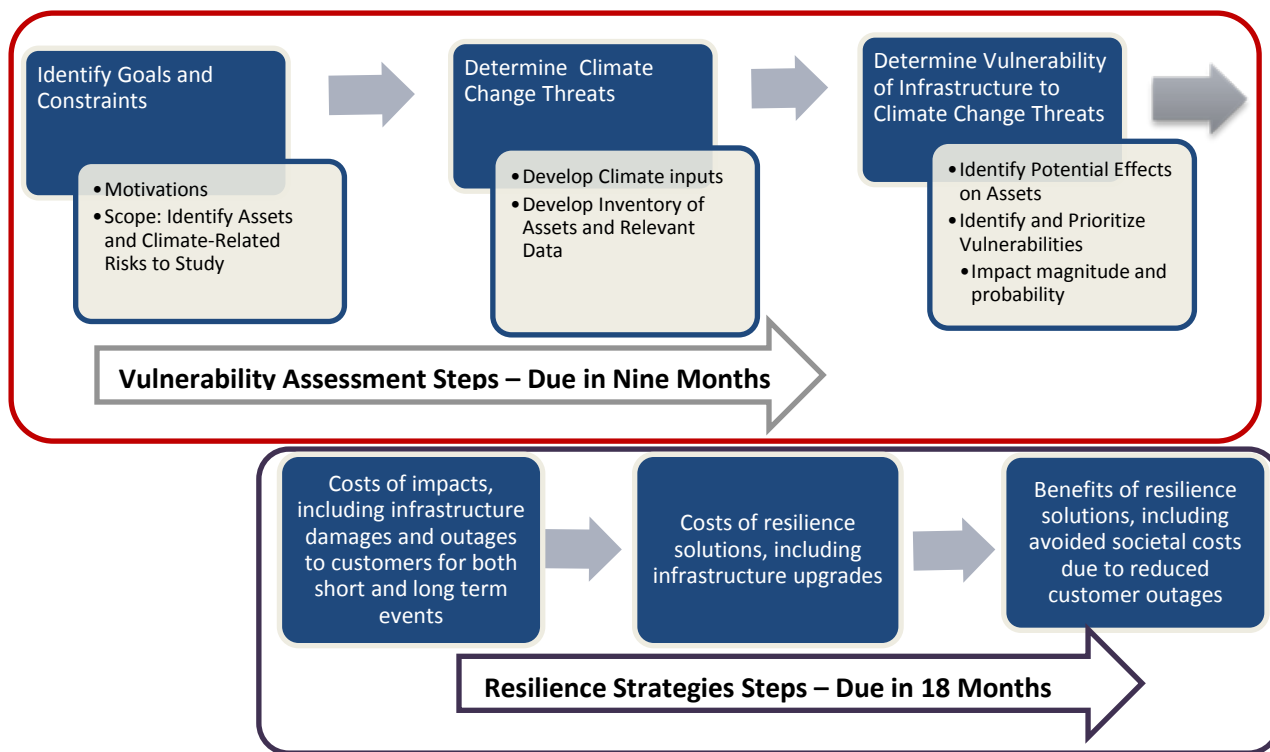 Identify Goals and
Constraints
• Motivations
• Scope: Identify Assets
and Climate-Related
Risks to Study
Determine Climate
Change Threats
• Develop Climate inputs
• Develop Inventory of
Assets and Relevant
Data
Determine Vulnerability
of Infrastructure to
Climate Change Threats
• Identify Potential Effects
on Assets
• Identify and Prioritize
Vulnerabilities
• Impact magnitude and
probability
Vulnerability Assessment Steps – Due in Nine Months
Costs of impacts,
including infrastructure
damages and outages
to customers for both
short and long term
events
Costs of resilience
solutions, including
infrastructure upgrades
Benefits of resilience
solutions, including
avoided societal costs
due to reduced
customer outages
Resilience Strategies Steps – Due in 18 Months